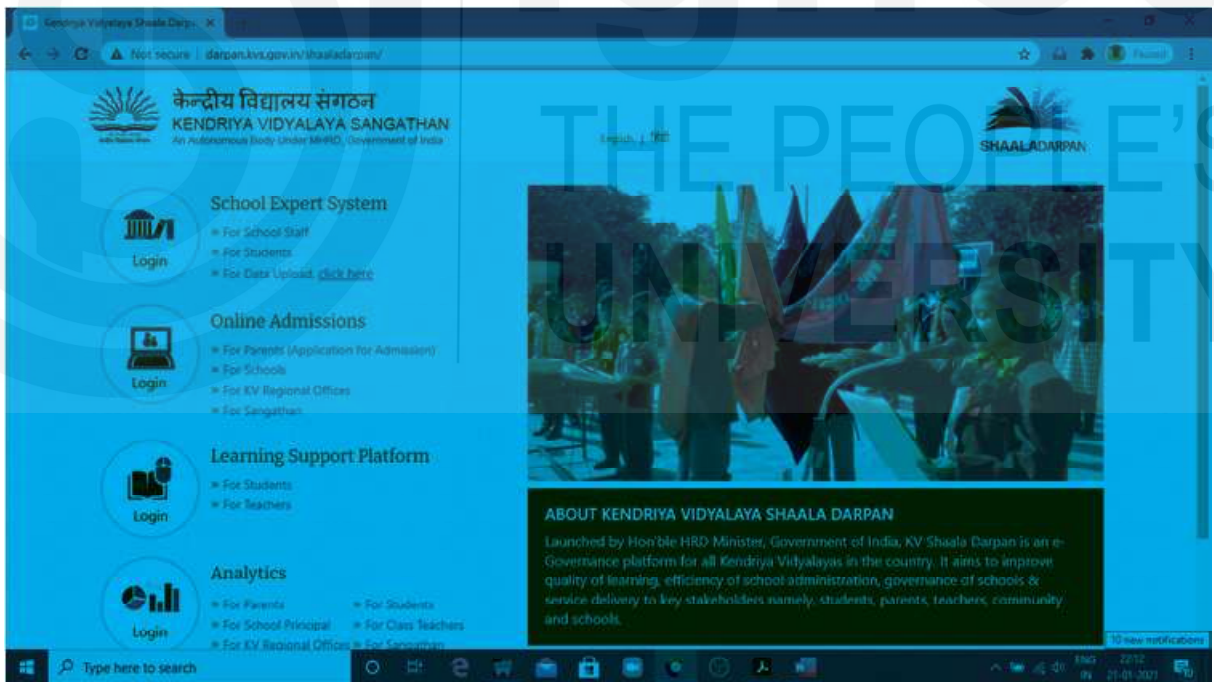 Kendriya Vidyalaya Shaala Darpa
Not secure | darpan.kvs.gov.in/shaaladarpan/
Paused
केन्द्रीय विद्यालय संगठन
KENDRIYA VIDYALAYA SANGATHAN
An Autonomous Body Under MHRD, Government of India
English | हिंदी
SHAALADARPAN
THE PEOPLE'S
UNIVERSITY
School Expert System
» For School Staff
» For Students
» For Data Upload, click here
Login
Online Admissions
» For Parents (Application for Admission)
» For Schools
» For KV Regional Offices
» For Sangathan
Login
Learning Support Platform
» For Students
» For Teachers
Login
Analytics
» For Parents
» For Students
» For School Principal
» For Class Teachers
» For KV Regional Offices
» For Sangathan
Login
ABOUT KENDRIYA VIDYALAYA SHAALA DARPAN
Launched by Hon'ble HRD Minister, Government of India, KV Shaala Darpan is an e-
Governance platform for all Kendriya Vidyalayas in the country. It aims to improve
quality of learning, efficiency of school administration, governance of schools &
service delivery to key stakeholders namely, students, parents, teachers, community
and schools.
10 new notifications
Type here to search
ENG
IN
22:12
21-01-2021